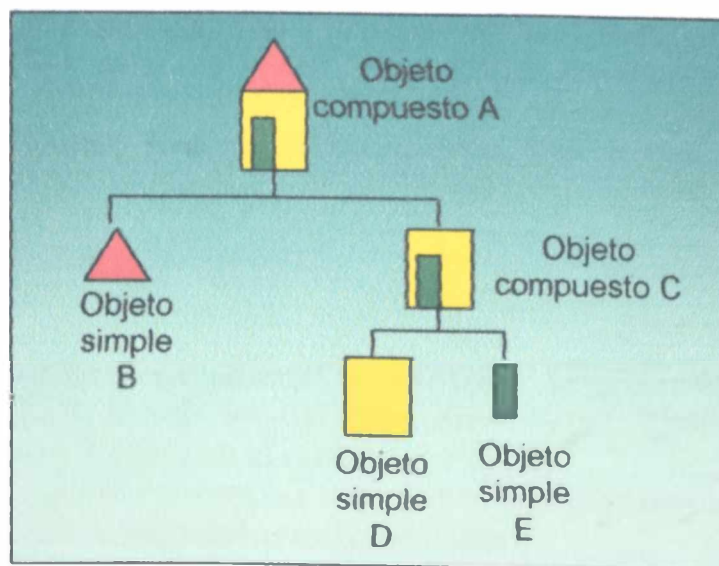 Objeto
compuesto A
Objeto
compuesto C
Objeto
simple
B
Objeto
simple
D
Objeto
simple
E